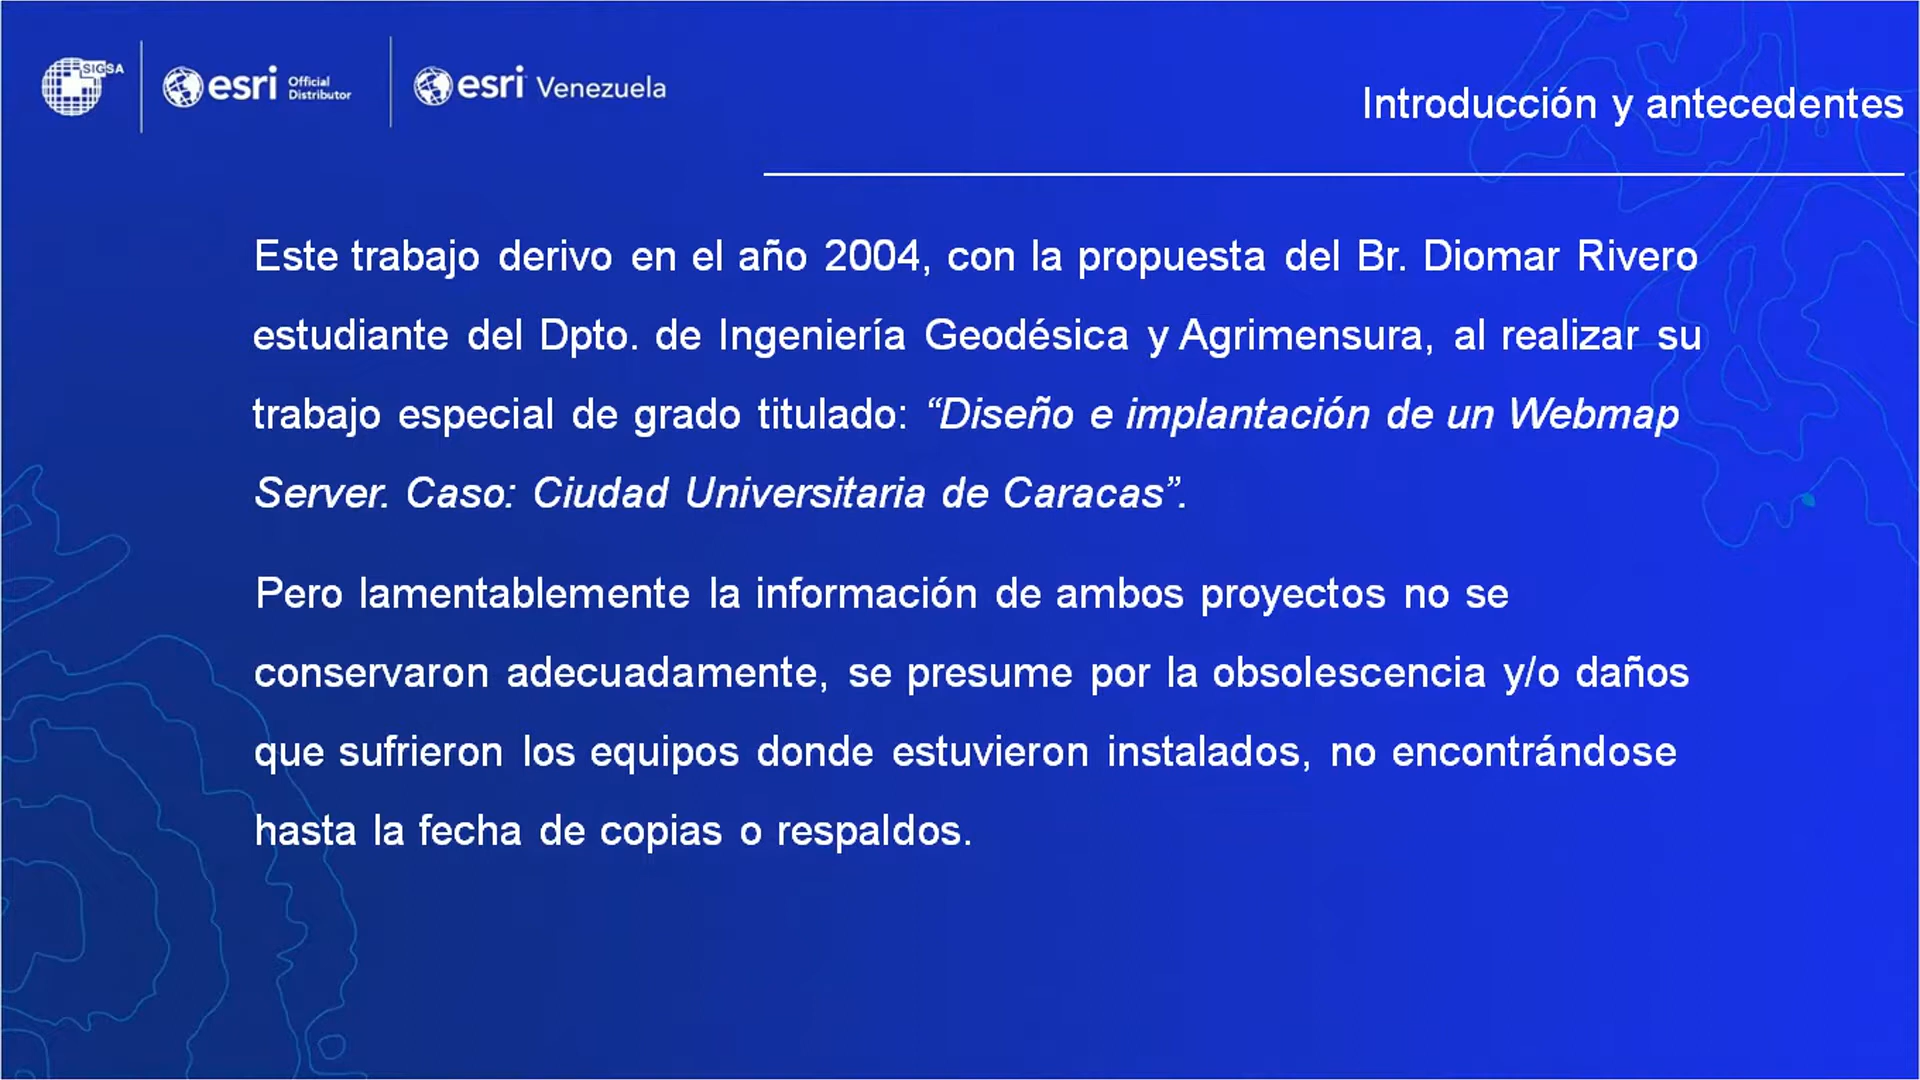 SIGSA
esri Official Distributor
esri Venezuela
Introducción y antecedentes
Este trabajo derivo en el año 2004, con la propuesta del Br. Diomar Rivero
estudiante del Dpto. de Ingeniería Geodésica y Agrimensura, al realizar su
trabajo especial de grado titulado: “Diseño e implantación de un Webmap
Server. Caso: Ciudad Universitaria de Caracas”.
Pero lamentablemente la información de ambos proyectos no se
conservaron adecuadamente, se presume por la obsolescencia y/o daños
que sufrieron los equipos donde estuvieron instalados, no encontrándose
hasta la fecha de copias o respaldos.